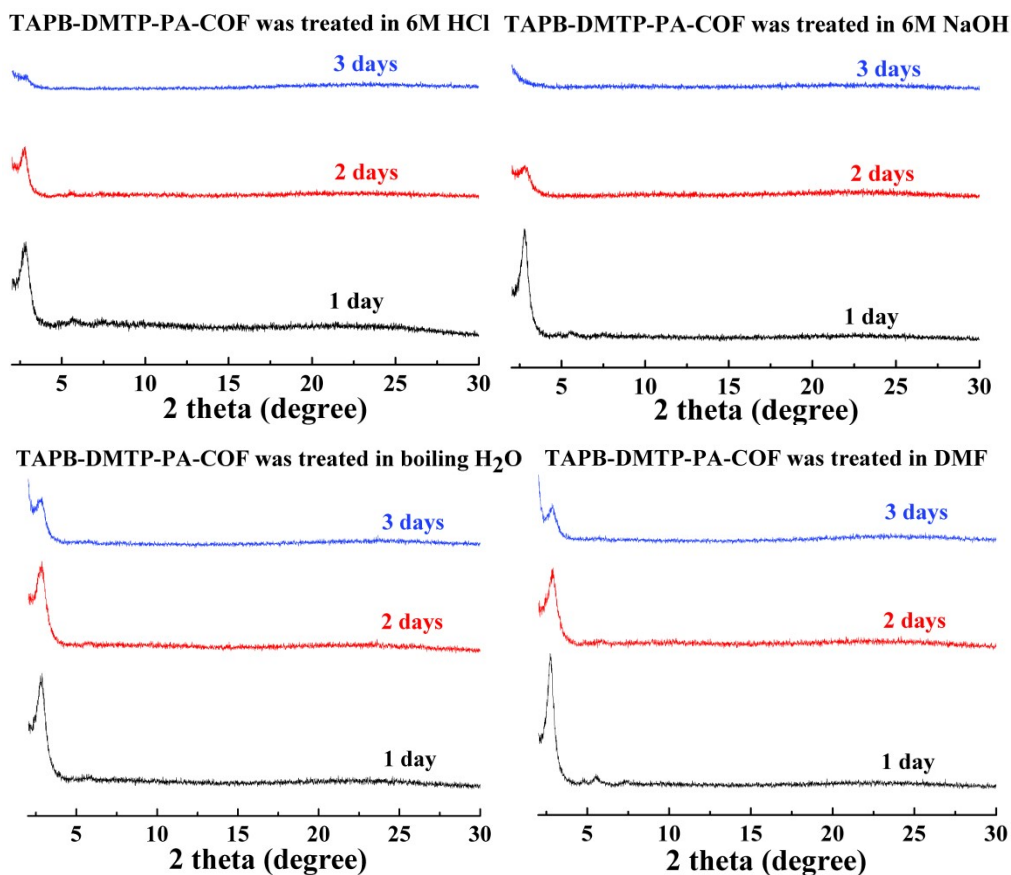 TAPB-DMTP-PA-COF was treated in 6M HCl
3 days
2 days
1 day
5 10 15 20 25 30
2 theta (degree)
TAPB-DMTP-PA-COF was treated in 6M NaOH
3 days
2 days
1 day
5 10 15 20 25 30
2 theta (degree)
TAPB-DMTP-PA-COF was treated in boiling H₂O
3 days
2 days
1 day
5 10 15 20 25 30
2 theta (degree)
TAPB-DMTP-PA-COF was treated in DMF
3 days
2 days
1 day
5 10 15 20 25 30
2 theta (degree)